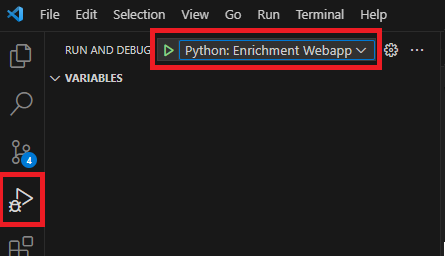 File Edit Selection View Go Run Terminal Help
RUN AND DEBUG Python: Enrichment Webapp
VARIABLES
4